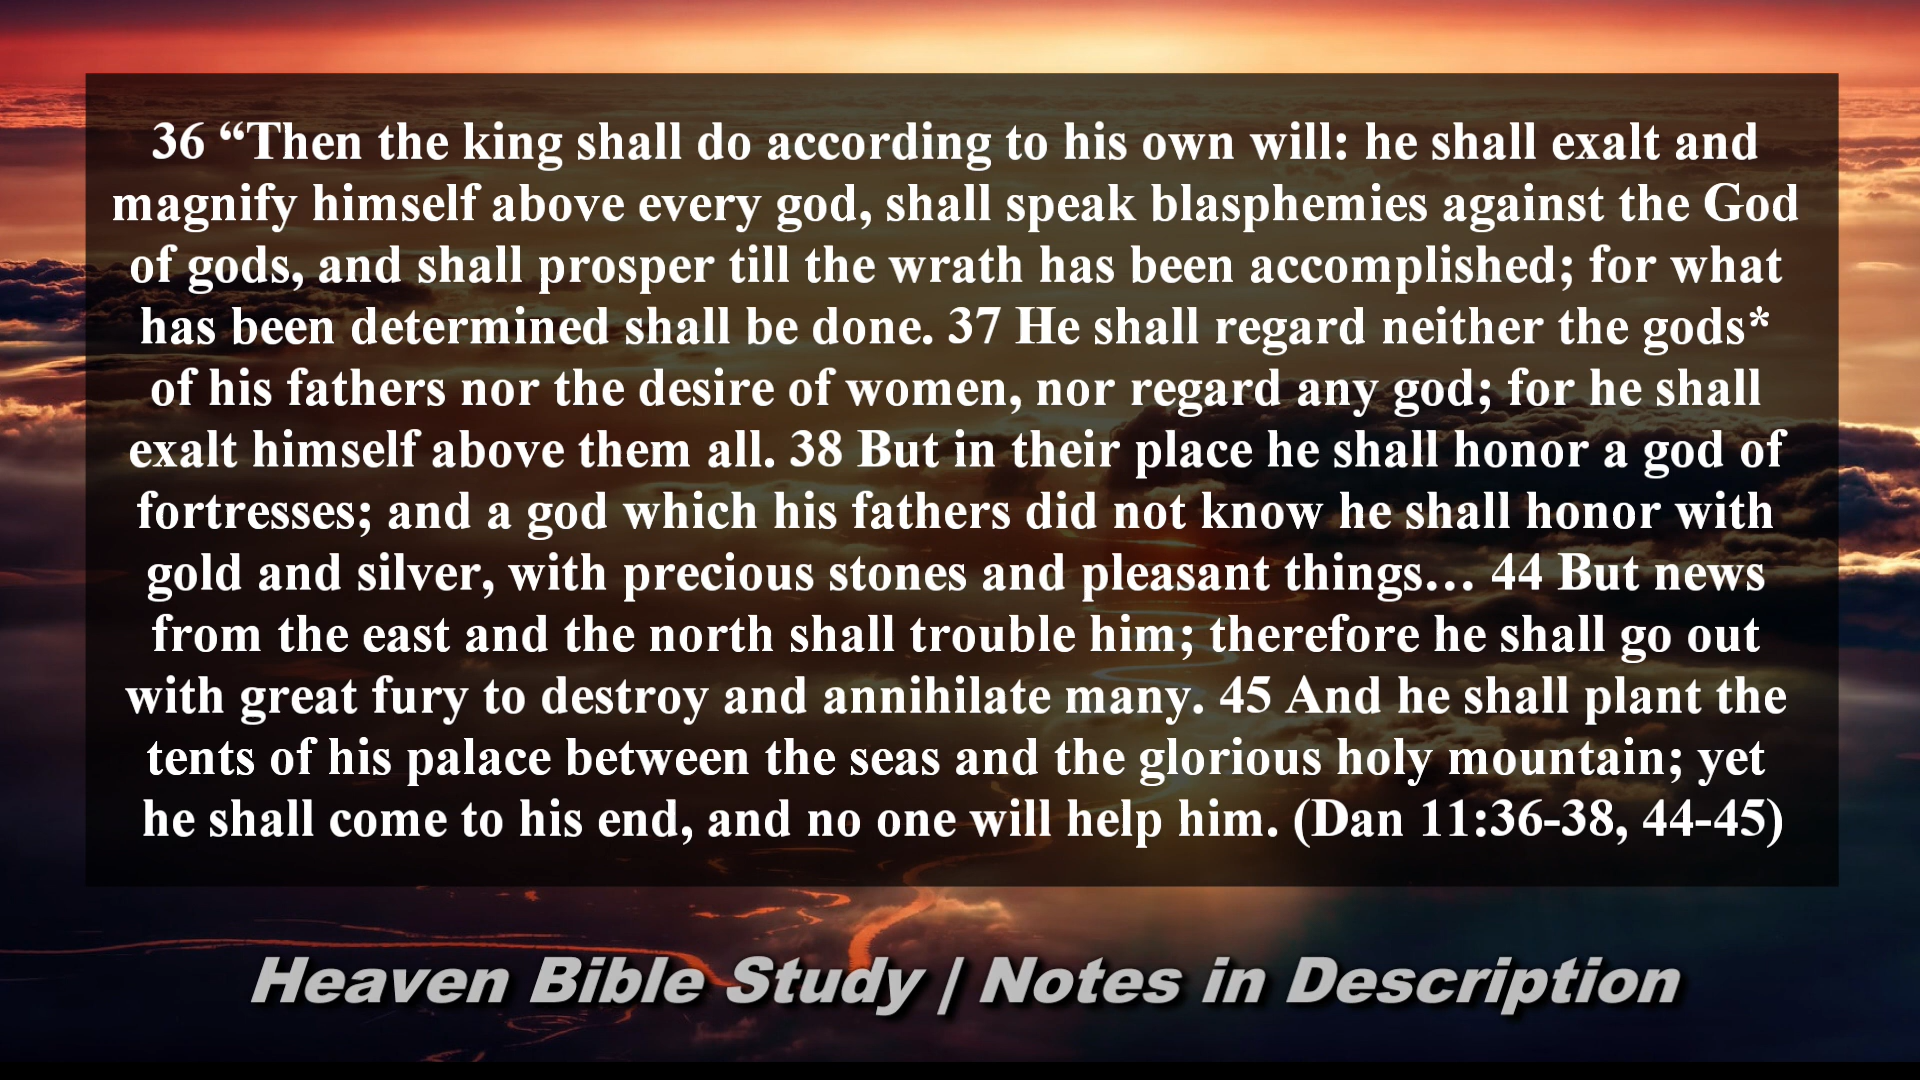 36 “Then the king shall do according to his own will: he shall exalt and
magnify himself above every god, shall speak blasphemies against the God
of gods, and shall prosper till the wrath has been accomplished; for what
has been determined shall be done. 37 He shall regard neither the gods*
of his fathers nor the desire of women, nor regard any god; for he shall
exalt himself above them all. 38 But in their place he shall honor a god of
fortresses; and a god which his fathers did not know he shall honor with
gold and silver, with precious stones and pleasant things… 44 But news
from the east and the north shall trouble him; therefore he shall go out
with great fury to destroy and annihilate many. 45 And he shall plant the
tents of his palace between the seas and the glorious holy mountain; yet
he shall come to his end, and no one will help him. (Dan 11:36-38, 44-45)
Heaven Bible Study | Notes in Description